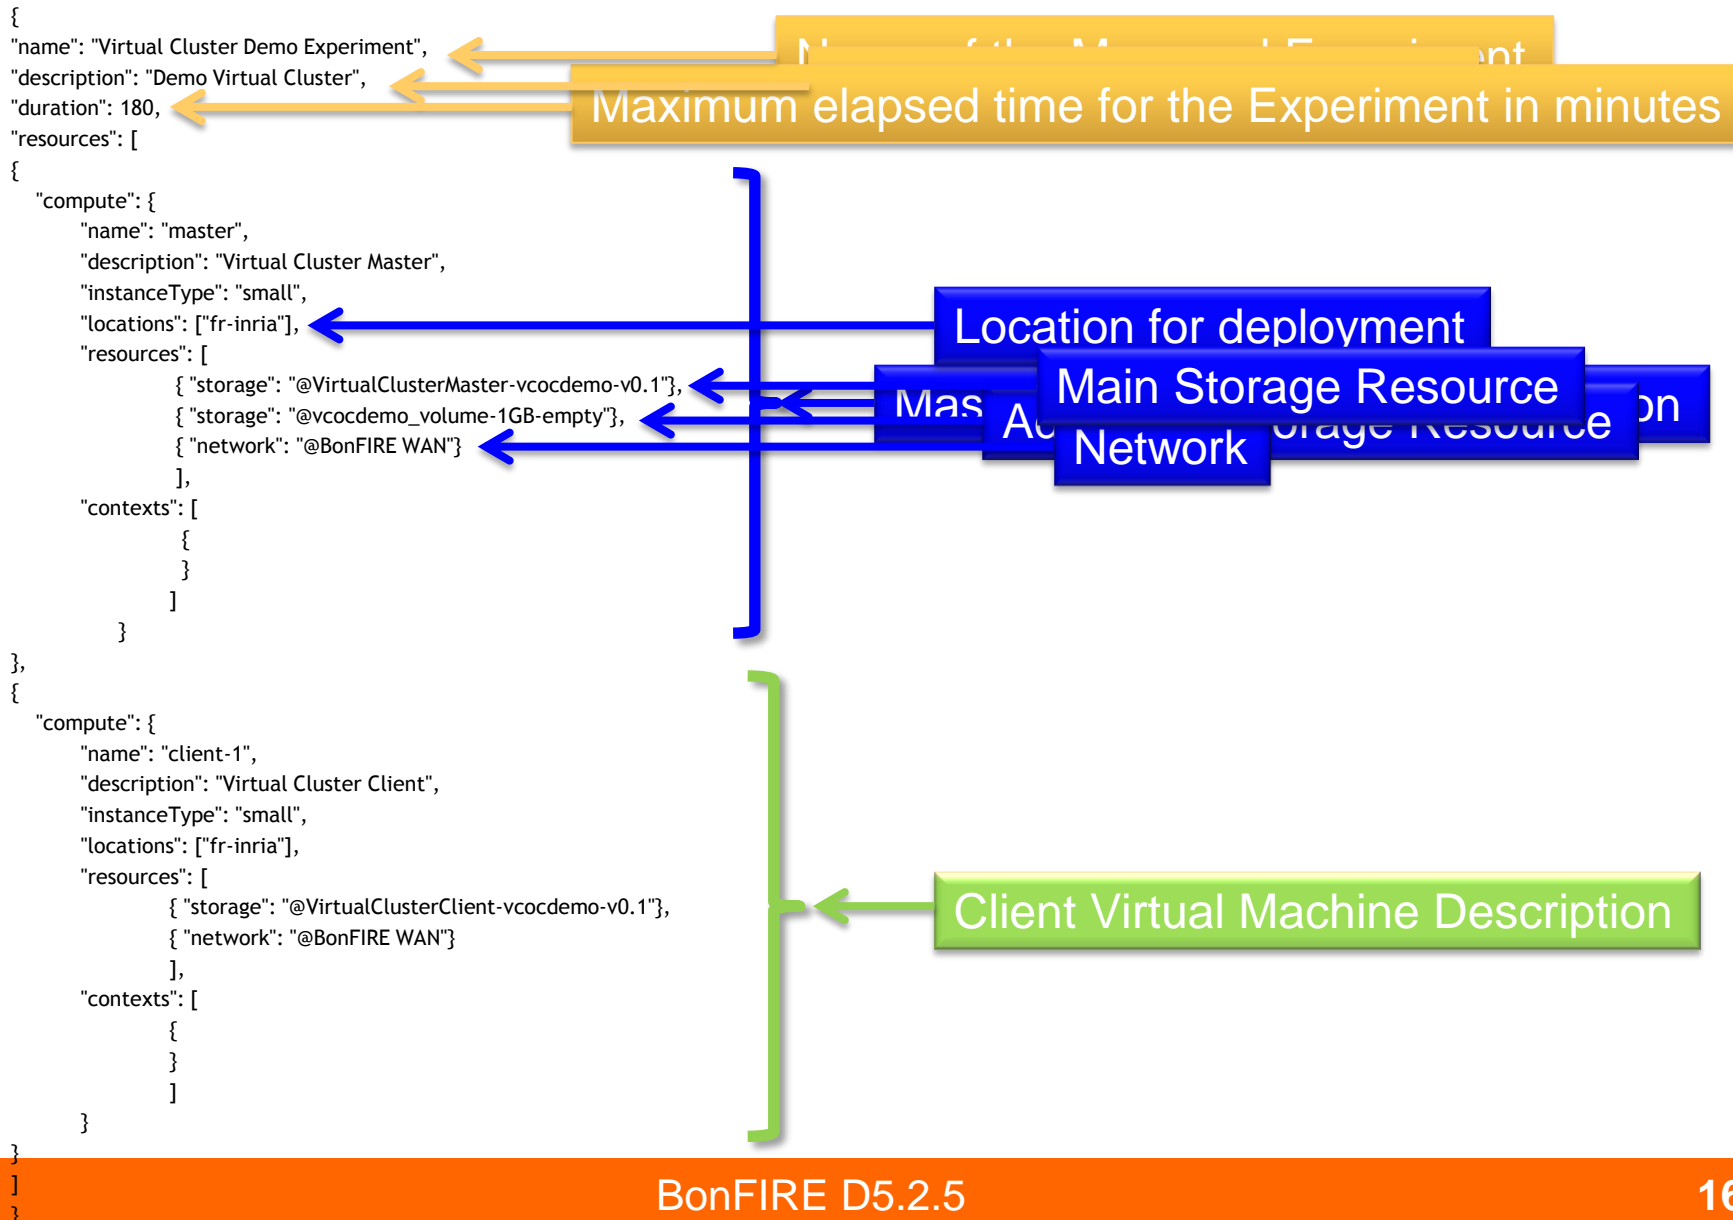 {
"name": "Virtual Cluster Demo Experiment",
"description": "Demo Virtual Cluster",
"duration": 180,
"resources": [
{
"compute": {
"name": "master",
"description": "Virtual Cluster Master",
"instanceType": "small",
"locations": ["fr-inria"],
"resources": [
{ "storage": "@VirtualClusterMaster-vcocdemo-v0.1"},
{ "storage": "@vcocdemo_volume-1GB-empty"},
{ "network": "@BonFIRE WAN"}
],
"contexts": [
{
}
]
}
},
{
"compute": {
"name": "client-1",
"description": "Virtual Cluster Client",
"instanceType": "small",
"locations": ["fr-inria"],
"resources": [
{ "storage": "@VirtualClusterClient-vcocdemo-v0.1"},
{ "network": "@BonFIRE WAN"}
],
"contexts": [
{
}
]
}
}
]
}
Maximum elapsed time for the Experiment in minutes
Location for deployment
Main Storage Resource
Storage Resource
Network
Client Virtual Machine Description
BonFIRE D5.2.5
16